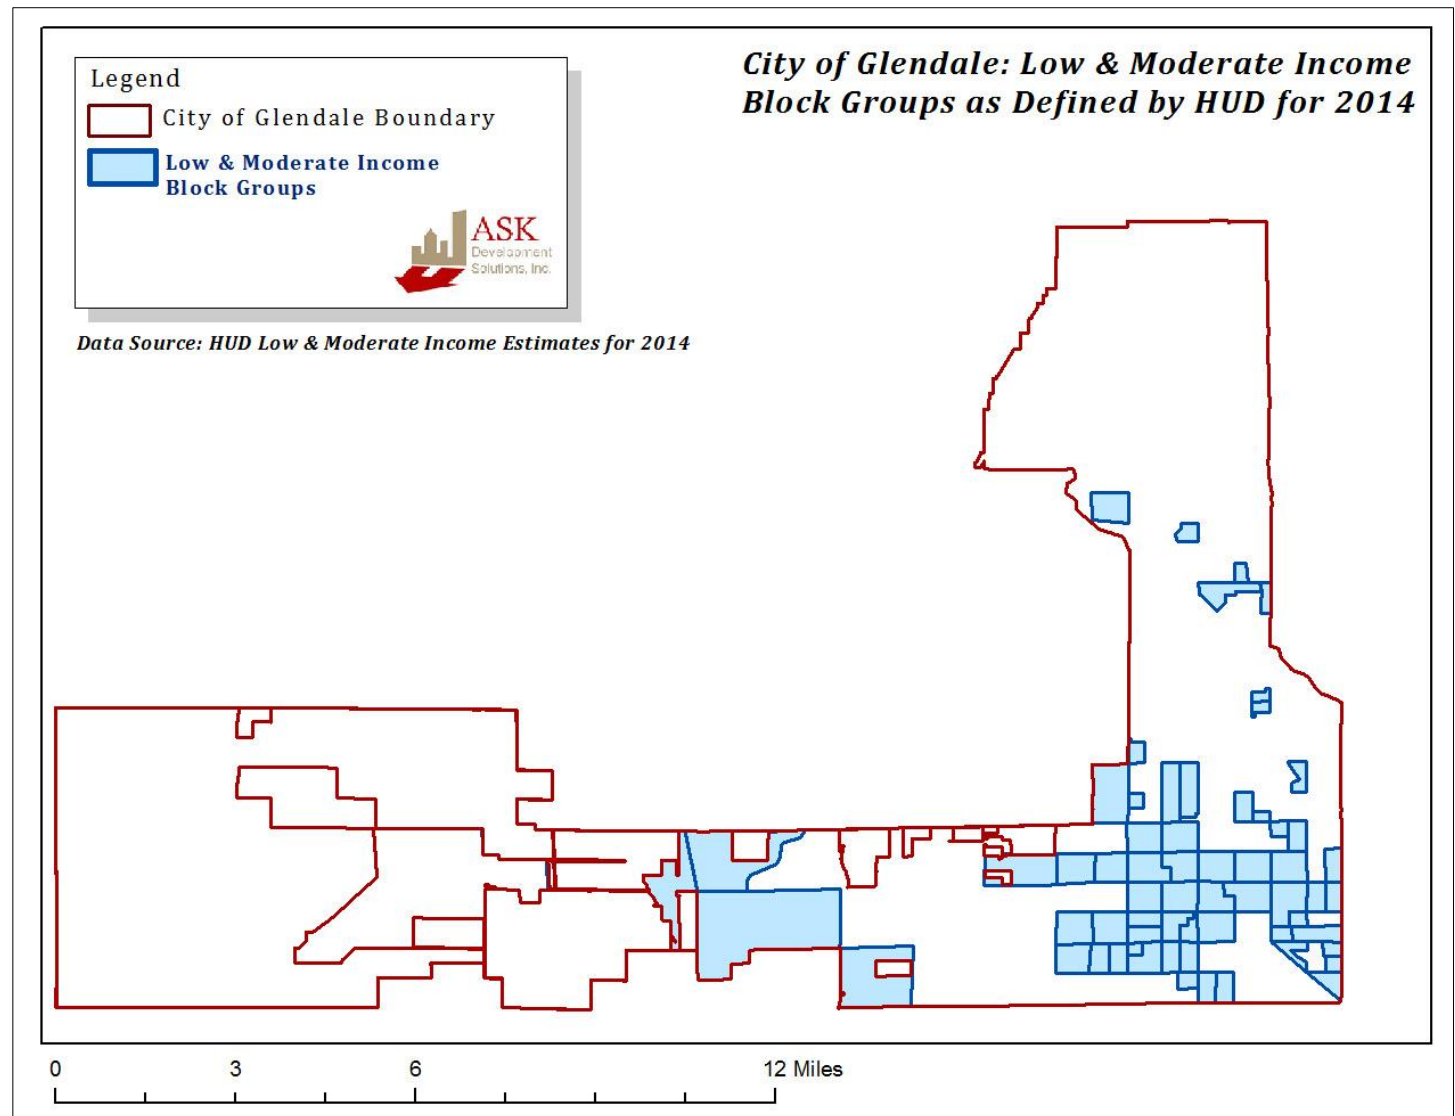 City of Glendale: Low & Moderate Income
Block Groups as Defined by HUD for 2014
Legend
City of Glendale Boundary
Low & Moderate Income
Block Groups
ASK
Development
Solutions, Inc.
Data Source: HUD Low & Moderate Income Estimates for 2014
0 3 6 12 Miles